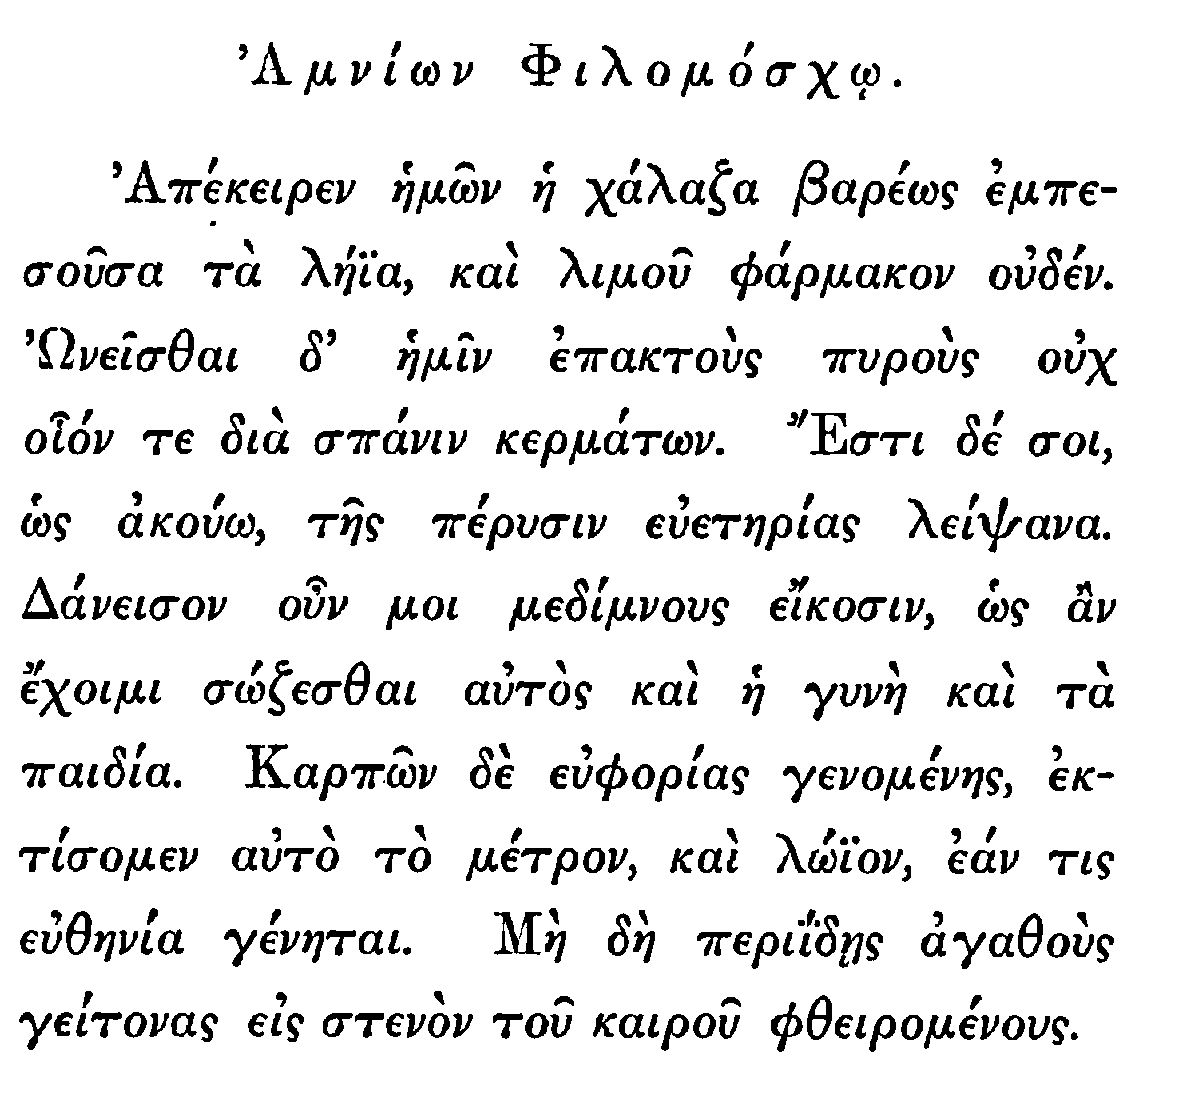 Ἀμνίων Φιλομόσχῳ.
Ἀπέκειρεν ἡμῶν ἡ χάλαζα βαρέως ἐμπε-
σοῦσα τὰ λήϊα, καὶ λιμοῦ φάρμακον οὐδέν.
Ὠνεῖσθαι δ’ ἡμῖν ἐπακτοὺς πυροὺς οὐχ
οἷόν τε διὰ σπάνιν κερμάτων. Ἔστι δέ σοι,
ὡς ἀκούω, τῆς πέρυσιν εὐετηρίας λείψανα.
Δάνεισον οὖν μοι μεδίμνους εἴκοσιν, ὡς ἂν
ἔχοιμι σώζεσθαι αὐτὸς καὶ ἡ γυνὴ καὶ τὰ
παιδία. Καρπῶν δὲ εὐφορίας γενομένης, ἐκ-
τίσομεν αὐτὸ τὸ μέτρον, καὶ λώϊον, ἐάν τις
εὐθηνία γένηται. Μὴ δὴ περιΐδῃς ἀγαθοὺς
γείτονας εἰς στενὸν τοῦ καιροῦ φθειρομένους.